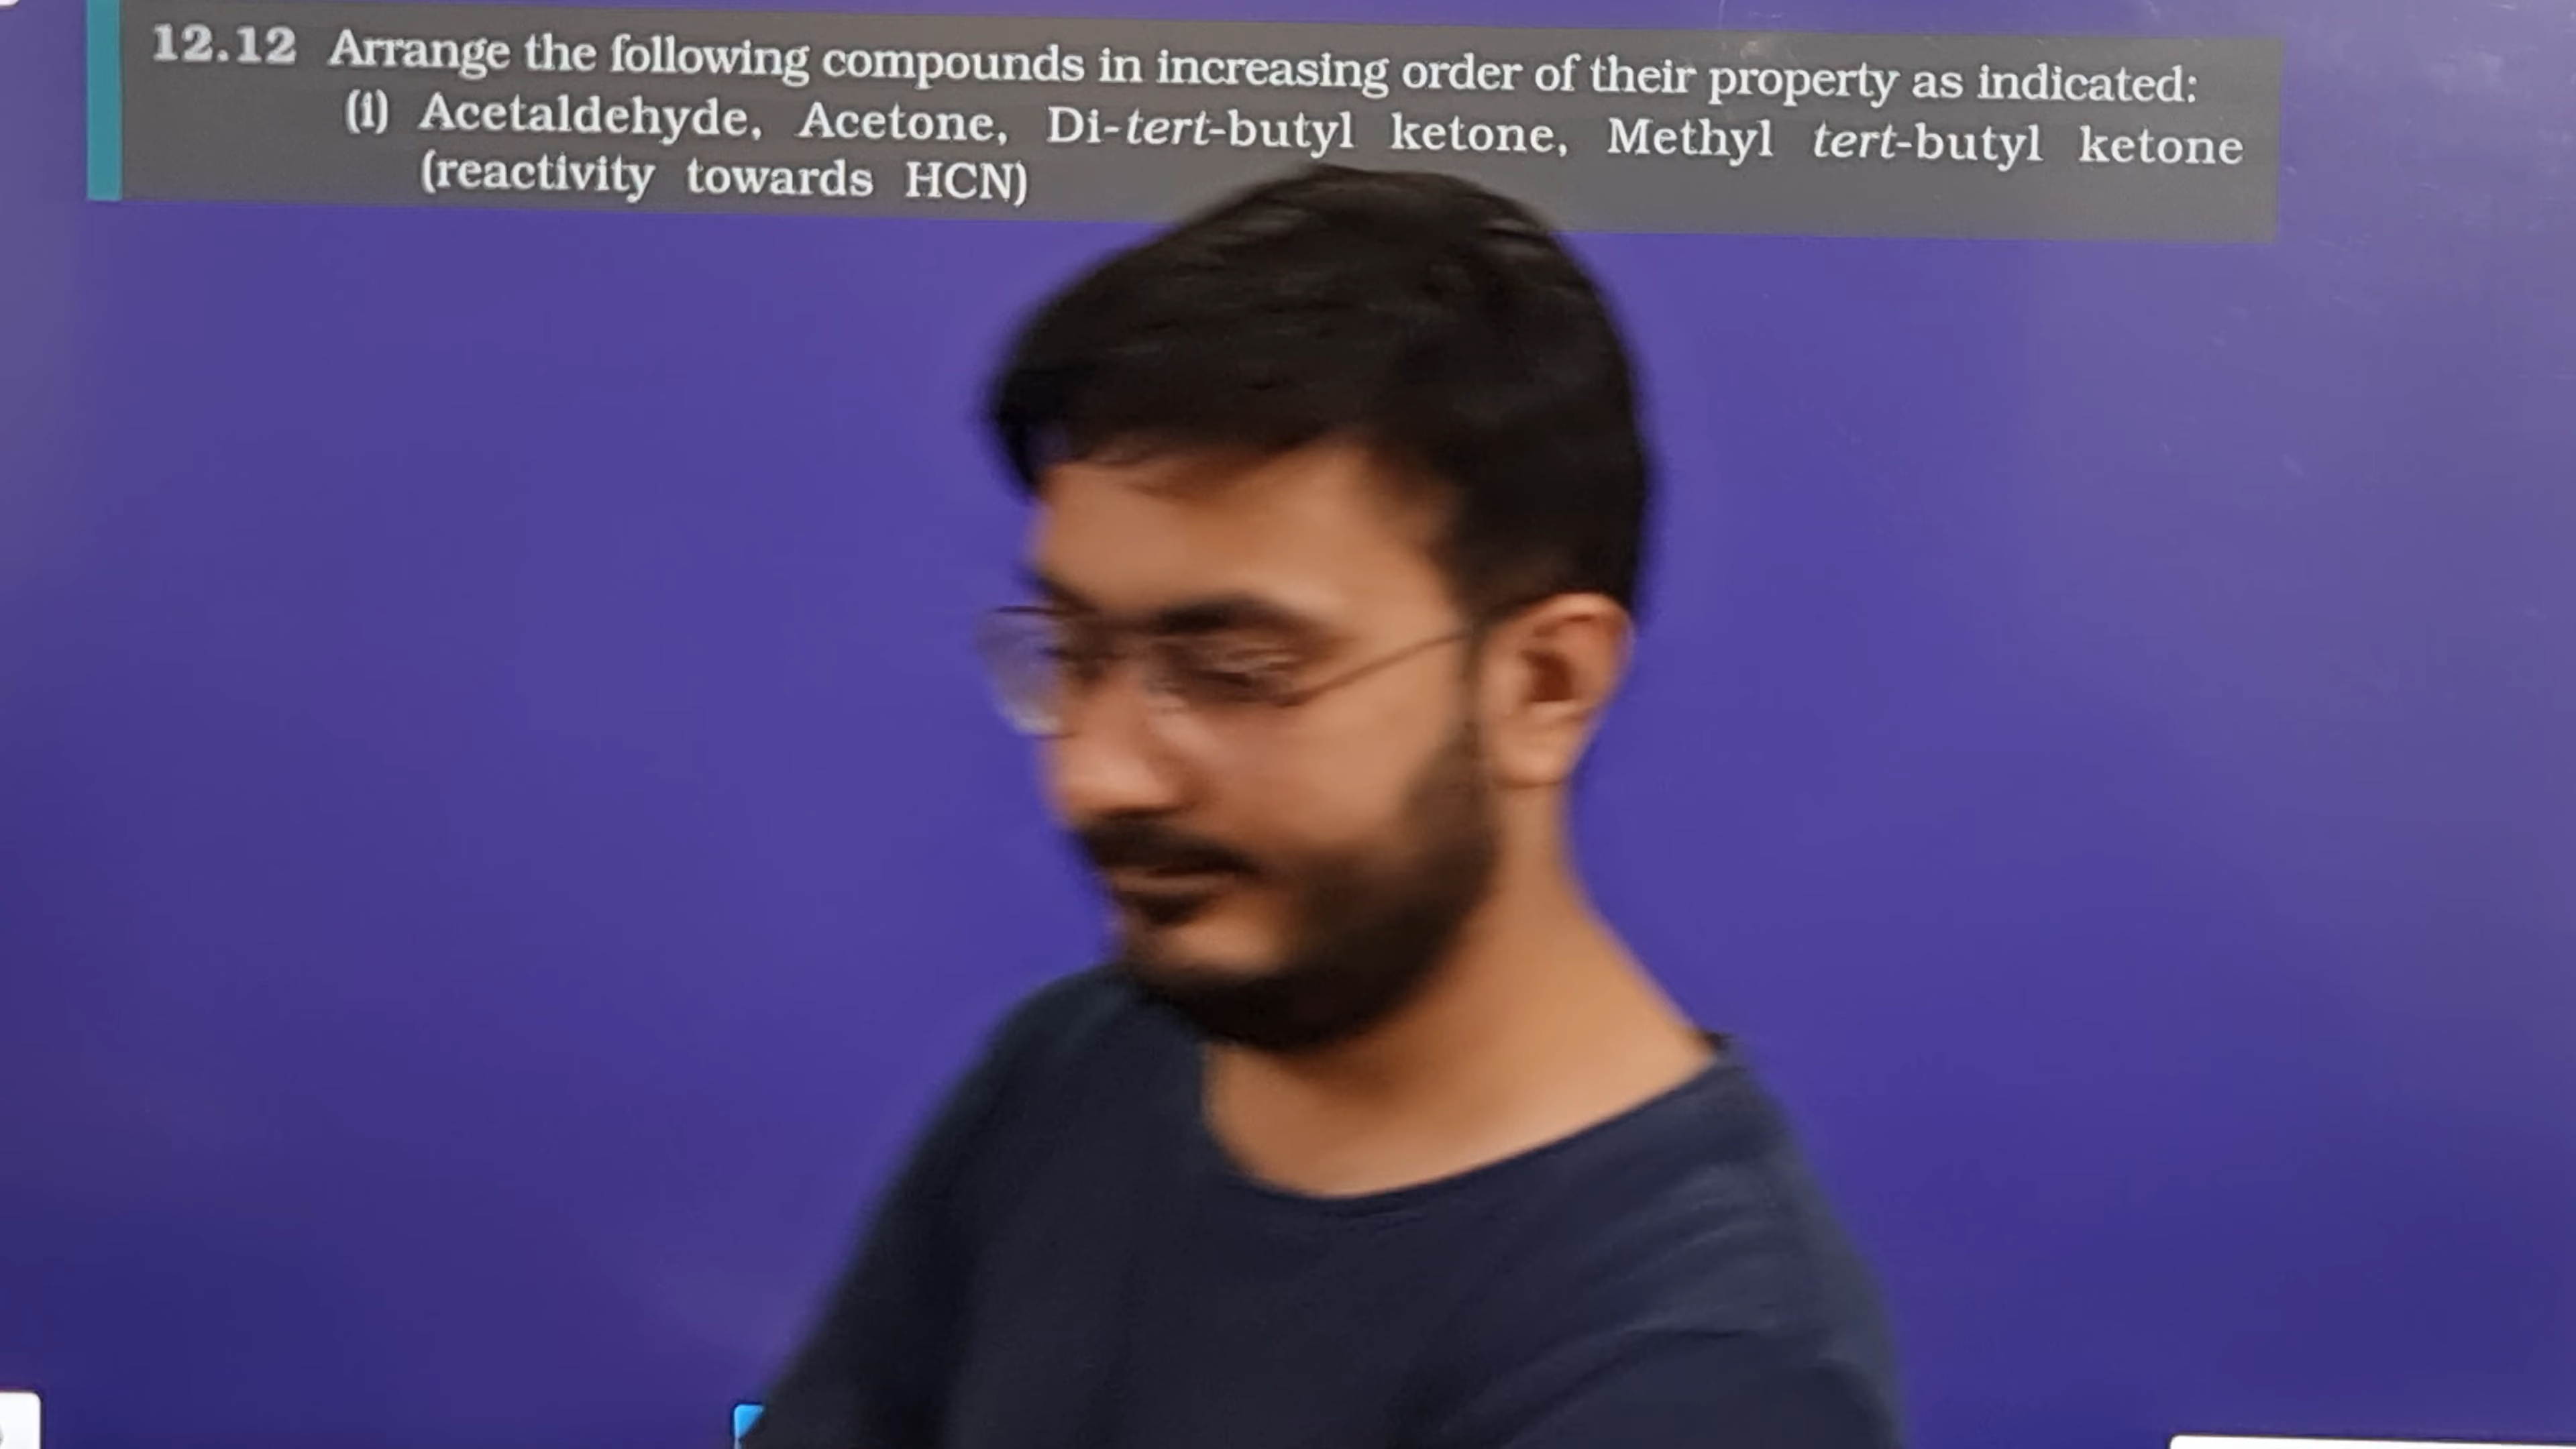 12.12 Arrange the following compounds in increasing order of their property as indicated:
(i) Acetaldehyde, Acetone, Di-tert-butyl ketone, Methyl tert-butyl ketone
(reactivity towards HCN)